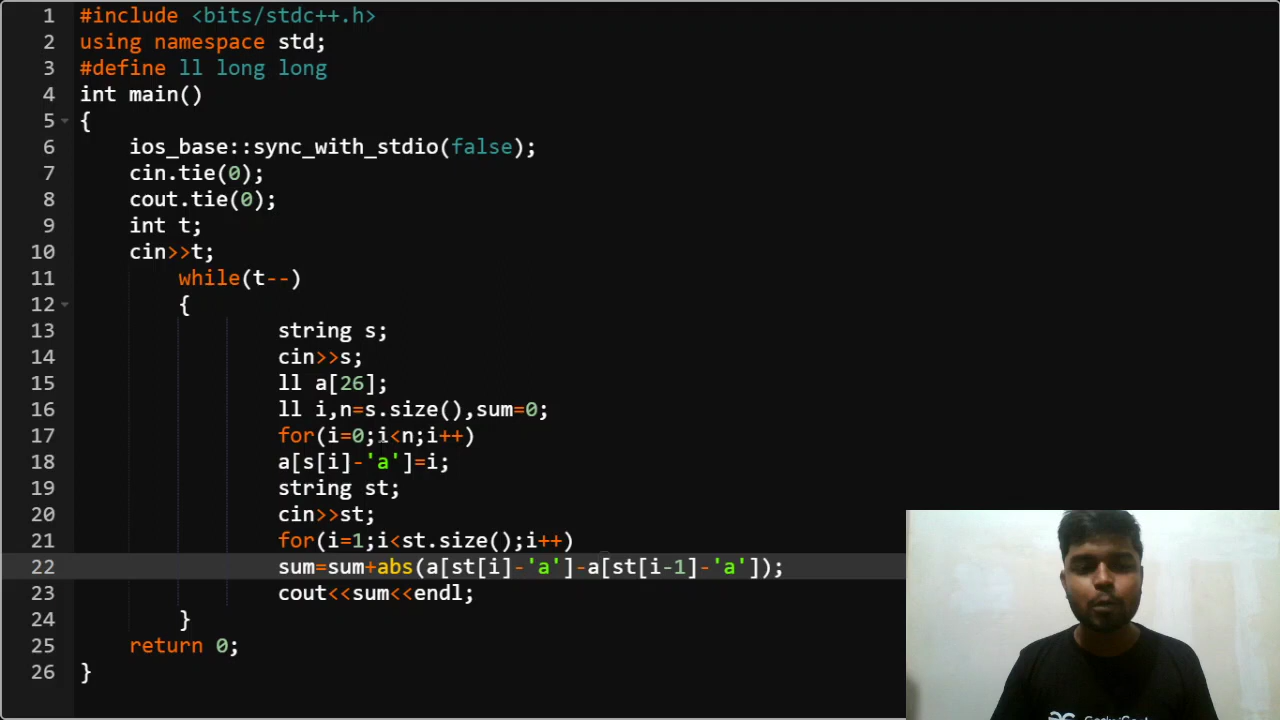 1 #include <bits/stdc++.h>
2 using namespace std;
3 #define ll long long
4 int main()
5 {
6 ios_base::sync_with_stdio(false);
7 cin.tie(0);
8 cout.tie(0);
9 int t;
10 cin>>t;
11 while(t--)
12 {
13 string s;
14 cin>>s;
15 ll a[26];
16 ll i,n=s.size(),sum=0;
17 for(i=0;i<n;i++)
18 a[s[i]-'a']=i;
19 string st;
20 cin>>st;
21 for(i=1;i<st.size();i++)
22 sum=sum+abs(a[st[i]-'a']-a[st[i-1]-'a']);
23 cout<<sum<<endl;
24 }
25 return 0;
26 }